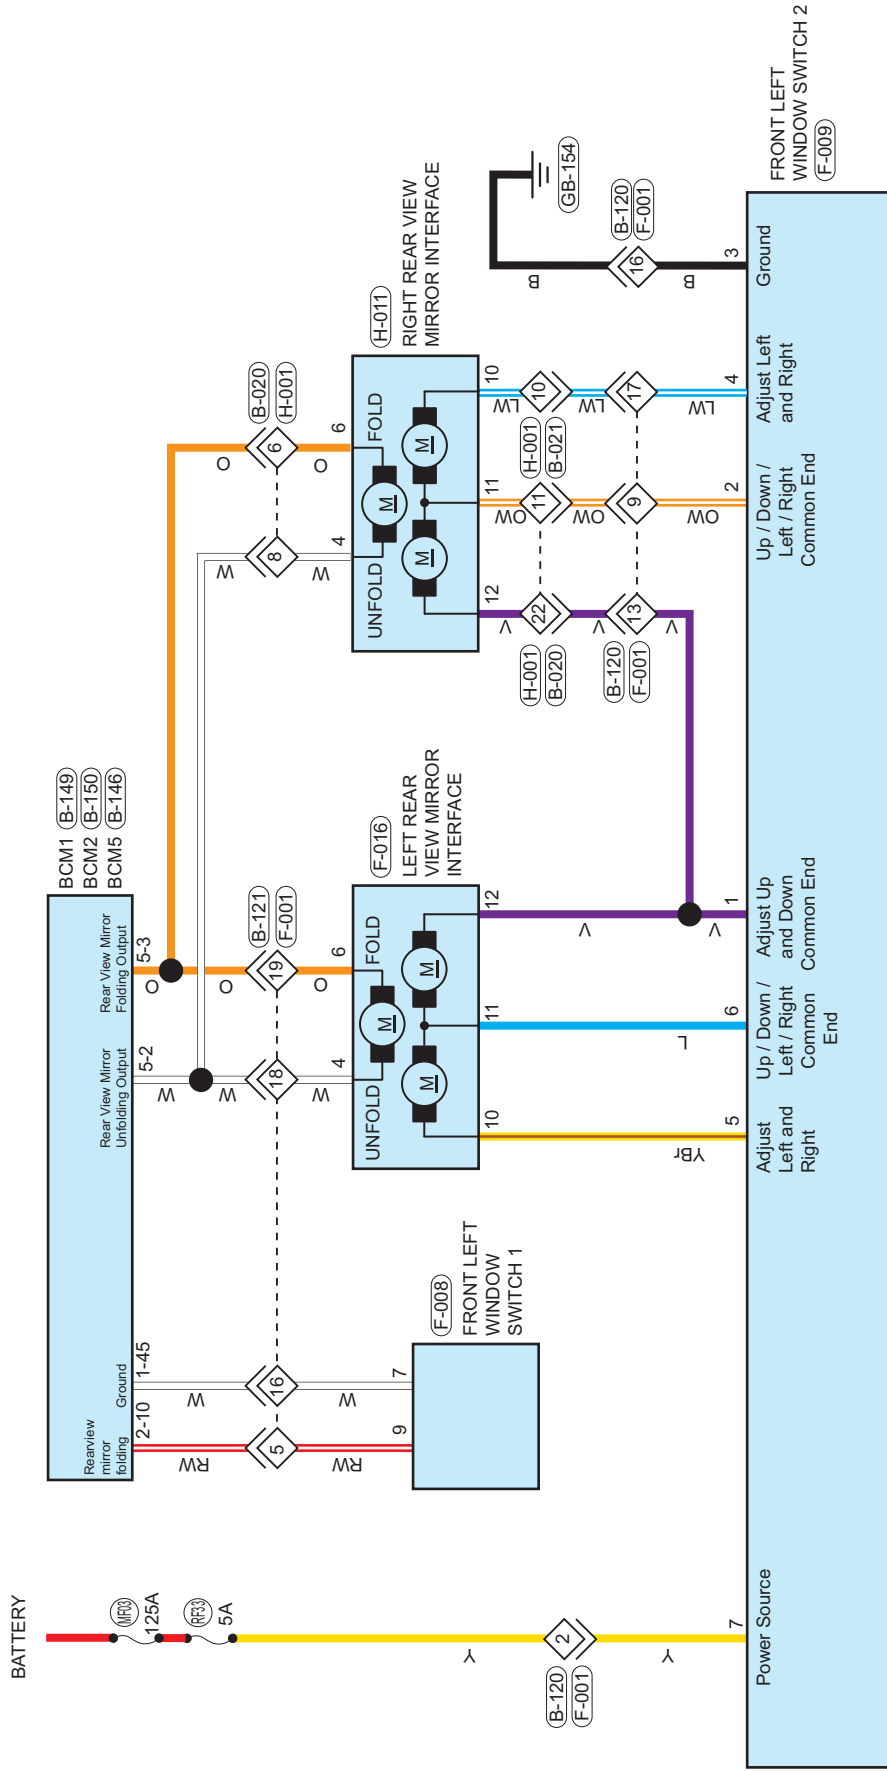 BATTERY
MF03
125A
RF33
5A
Y
2
B-120
F-001
Y
7
Power Source
BCM1 B-149
BCM2 B-150
BCM5 B-146
Rearview
mirror
folding
2-10
RW
5
RW
9
Ground
1-45
W
16
W
7
F-008
FRONT LEFT
WINDOW
SWITCH 1
Rear View Mirror
Unfolding Output
5-2
W
W
18
W
4
UNFOLD
Rear View Mirror
Folding Output
5-3
O
O
19
B-121
F-001
O
6
FOLD
M
M
M
F-016
LEFT REAR
VIEW MIRROR
INTERFACE
10
YBr
5
Adjust
Left and
Right
11
L
6
Up / Down /
Left / Right
Common
End
12
V
V
1
Adjust Up
and Down
Common End
W
8
W
4
UNFOLD
O
6
B-020
H-001
O
6
FOLD
M
M
M
H-011
RIGHT REAR VIEW
MIRROR INTERFACE
12
V
22
H-001
B-020
V
13
B-120
F-001
V
11
OW
11
H-001
B-021
OW
9
OW
2
Up / Down /
Left / Right
Common End
10
LW
10
LW
17
LW
4
Adjust Left
and Right
GB-154
B
16
B-120
F-001
B
3
Ground
FRONT LEFT
WINDOW SWITCH 2
F-009